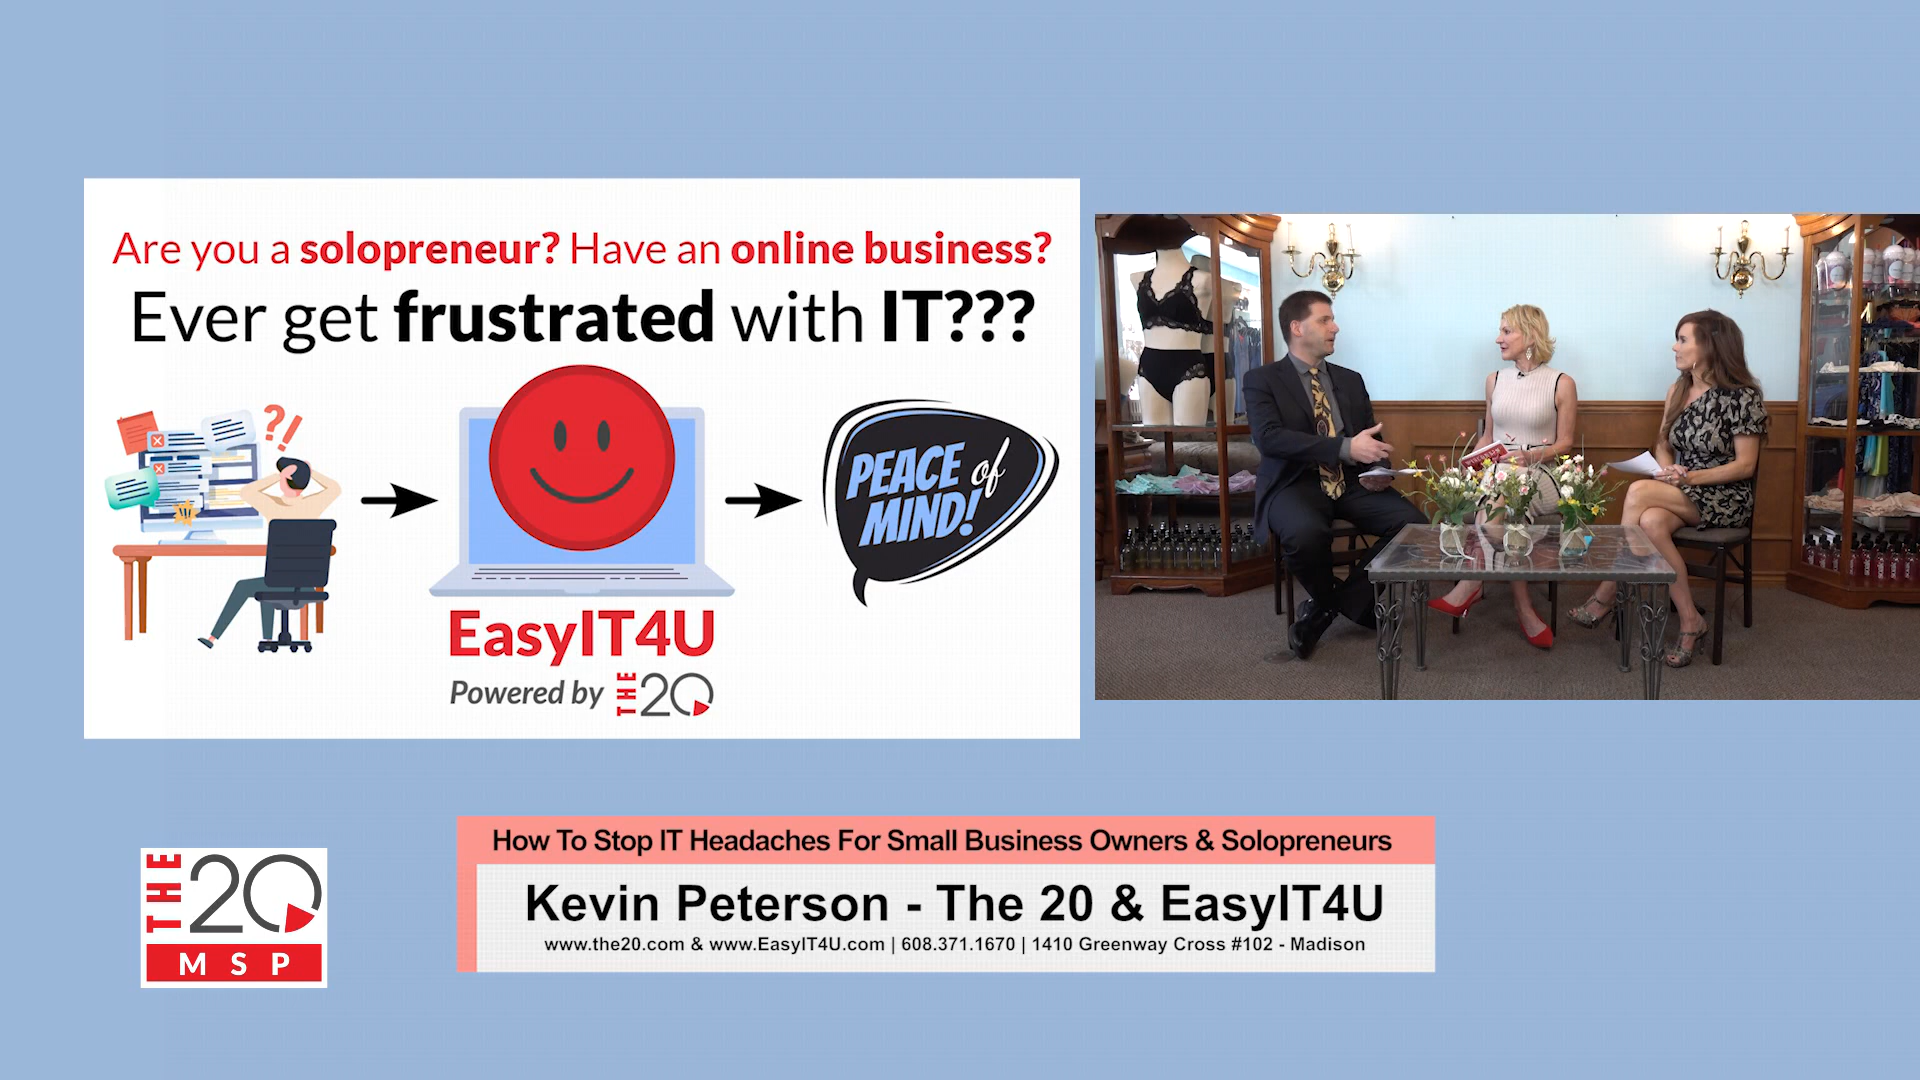 Are you a solopreneur? Have an online business?
Ever get frustrated with IT???
?!
PEACE of
MIND!
EasyIT4U
Powered by THE 20
THE 20
MSP
How To Stop IT Headaches For Small Business Owners & Solopreneurs
Kevin Peterson - The 20 & EasyIT4U
www.the20.com & www.EasyIT4U.com | 608.371.1670 | 1410 Greenway Cross #102 - Madison